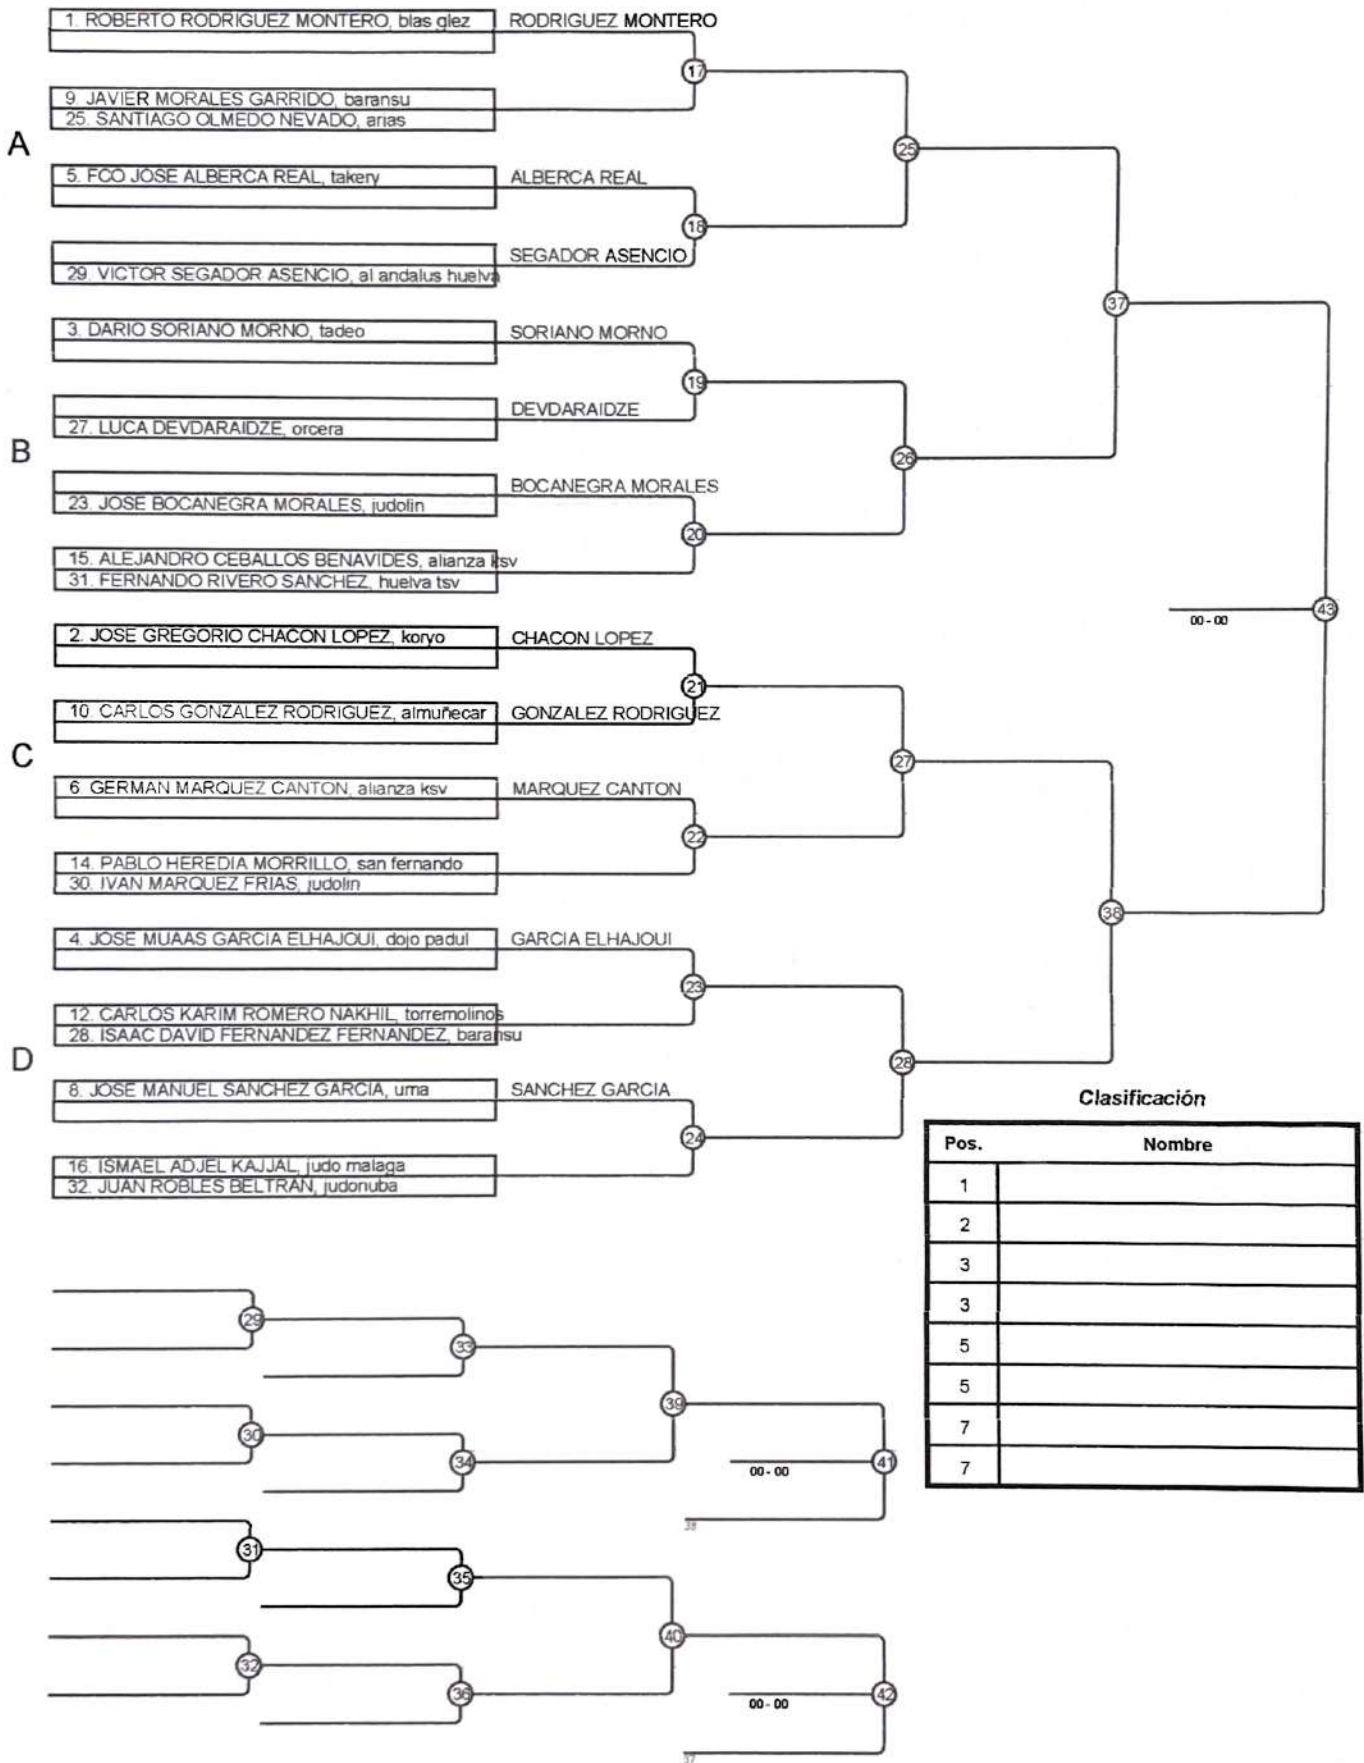 1. ROBERTO RODRIGUEZ MONTERO, blas glez
RODRIGUEZ MONTERO
17
9. JAVIER MORALES GARRIDO, baransu
25. SANTIAGO OLMEDO NEVADO, arias
A
25
5. FCO JOSE ALBERCA REAL, takery
ALBERCA REAL
18
SEGADOR ASENCIO
29. VICTOR SEGADOR ASENCIO, al andalus huelva
37
3. DARIO SORIANO MORNO, tadeo
SORIANO MORNO
19
DEVDARAIDZE
27. LUCA DEVDARAIDZE, orcera
B
26
BOCANEGRA MORALES
23. JOSE BOCANEGRA MORALES, judolin
20
15. ALEJANDRO CEBALLOS BENAVIDES, alianza ksv
31. FERNANDO RIVERO SANCHEZ, huelva tsv
43
00 - 00
2. JOSE GREGORIO CHACON LOPEZ, koryo
CHACON LOPEZ
21
10. CARLOS GONZALEZ RODRIGUEZ, almuñecar
GONZALEZ RODRIGUEZ
C
27
6 GERMAN MARQUEZ CANTON, alianza ksv
MARQUEZ CANTON
22
14. PABLO HEREDIA MORRILLO, san fernando
30. IVAN MARQUEZ FRIAS, judolin
38
4. JOSE MUAAS GARCIA ELHAJOUI, dojo padul
GARCIA ELHAJOUI
23
12. CARLOS KARIM ROMERO NAKHIL, torremolinos
28. ISAAC DAVID FERNANDEZ FERNANDEZ, baransu
D
28
8. JOSE MANUEL SANCHEZ GARCIA, uma
SANCHEZ GARCIA
24
16. ISMAEL ADJEL KAJJAL, judo malaga
32. JUAN ROBLES BELTRAN, judonuba
Clasificación
Pos. Nombre
1
2
3
3
5
5
7
7
29
33
39
30
34
41
00 - 00
38
31
35
40
32
36
42
00 - 00
37